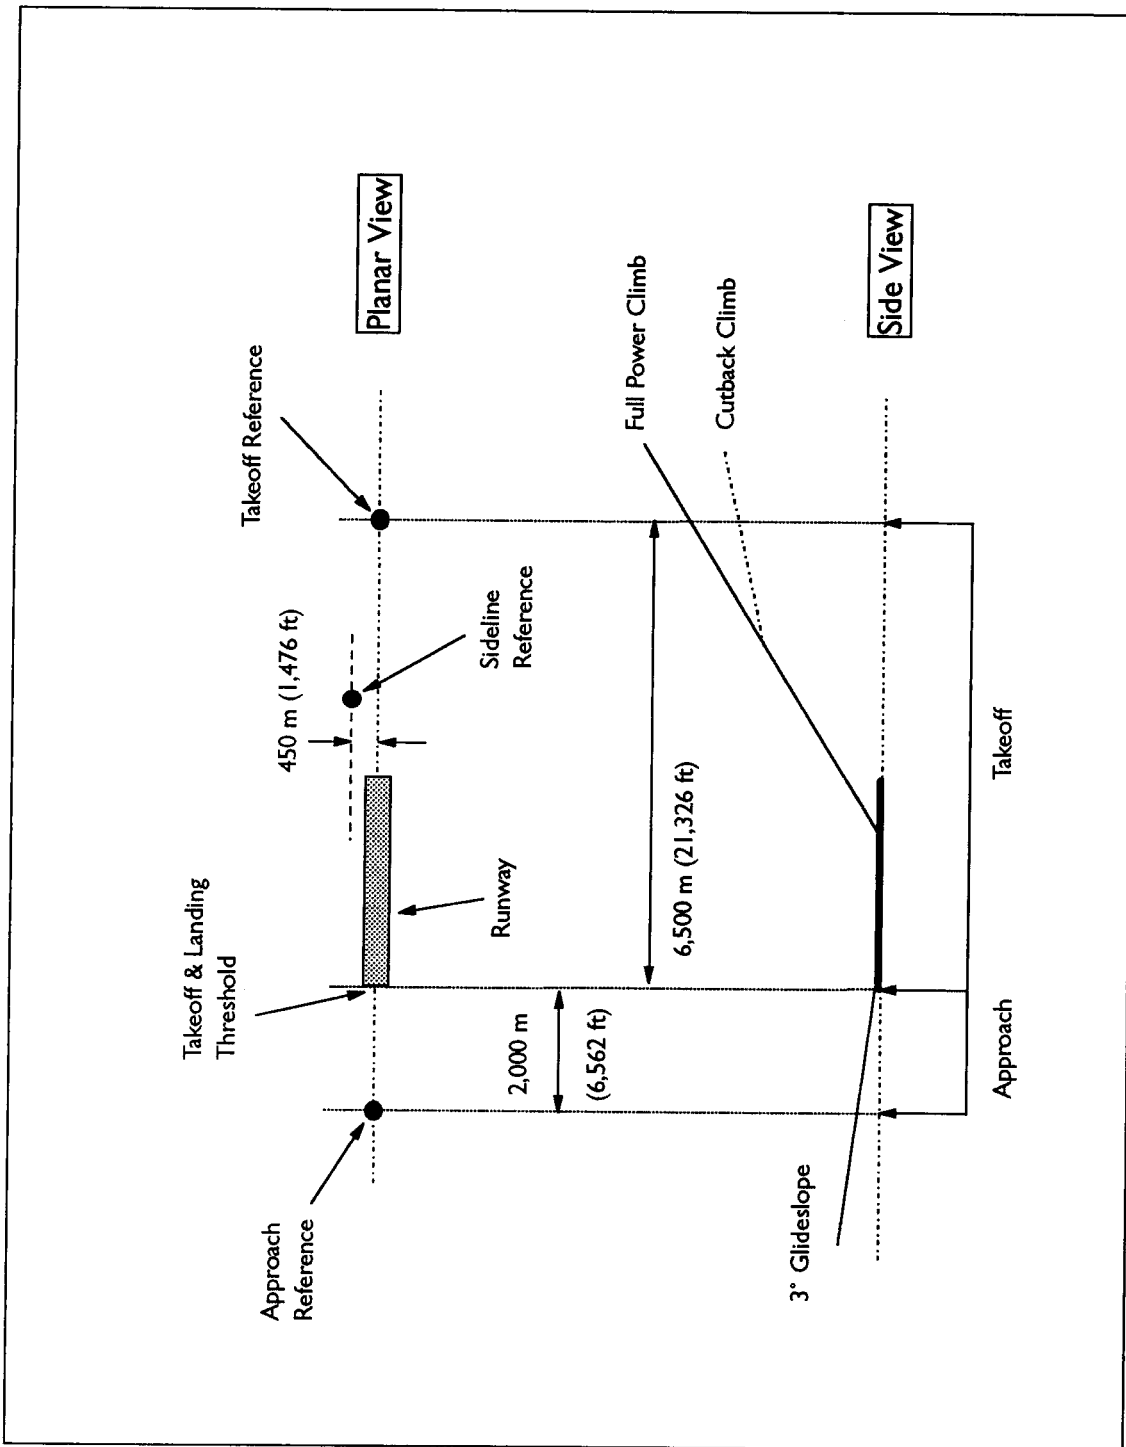 Takeoff Reference
Planar View
450 m (1,476 ft)
Sideline
Reference
Takeoff & Landing
Threshold
Runway
Approach
Reference
2,000 m
(6,562 ft)
6,500 m (21,326 ft)
Full Power Climb
Cutback Climb
Side View
3° Glideslope
Approach
Takeoff